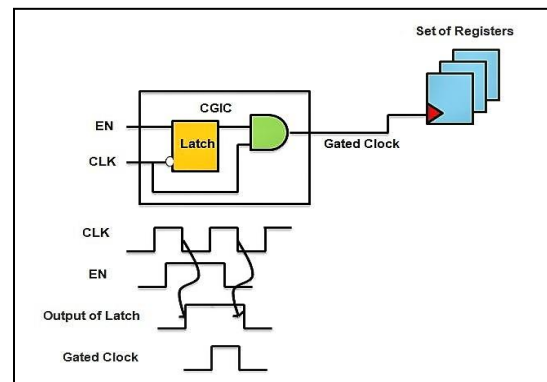 Set of Registers
CGIC
EN
Latch
CLK
Gated Clock
CLK
EN
Output of Latch
Gated Clock